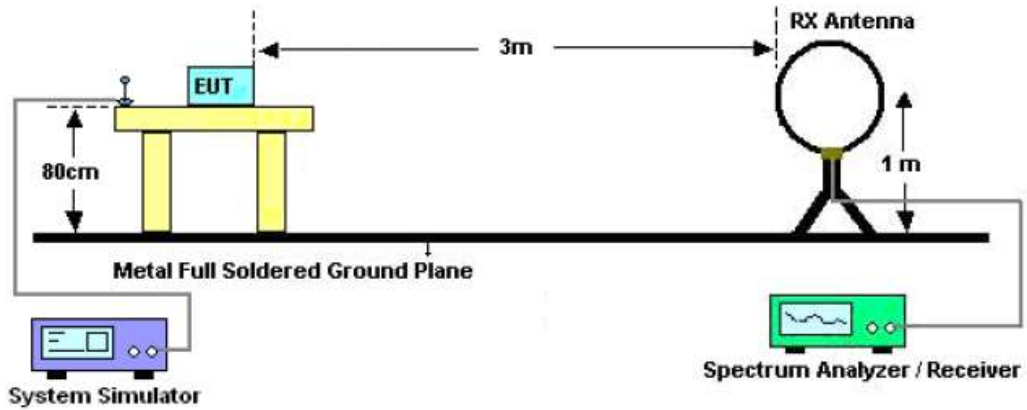 RX Antenna
3m
EUT
80cm
1 m
Metal Full Soldered Ground Plane
System Simulator
Spectrum Analyzer / Receiver